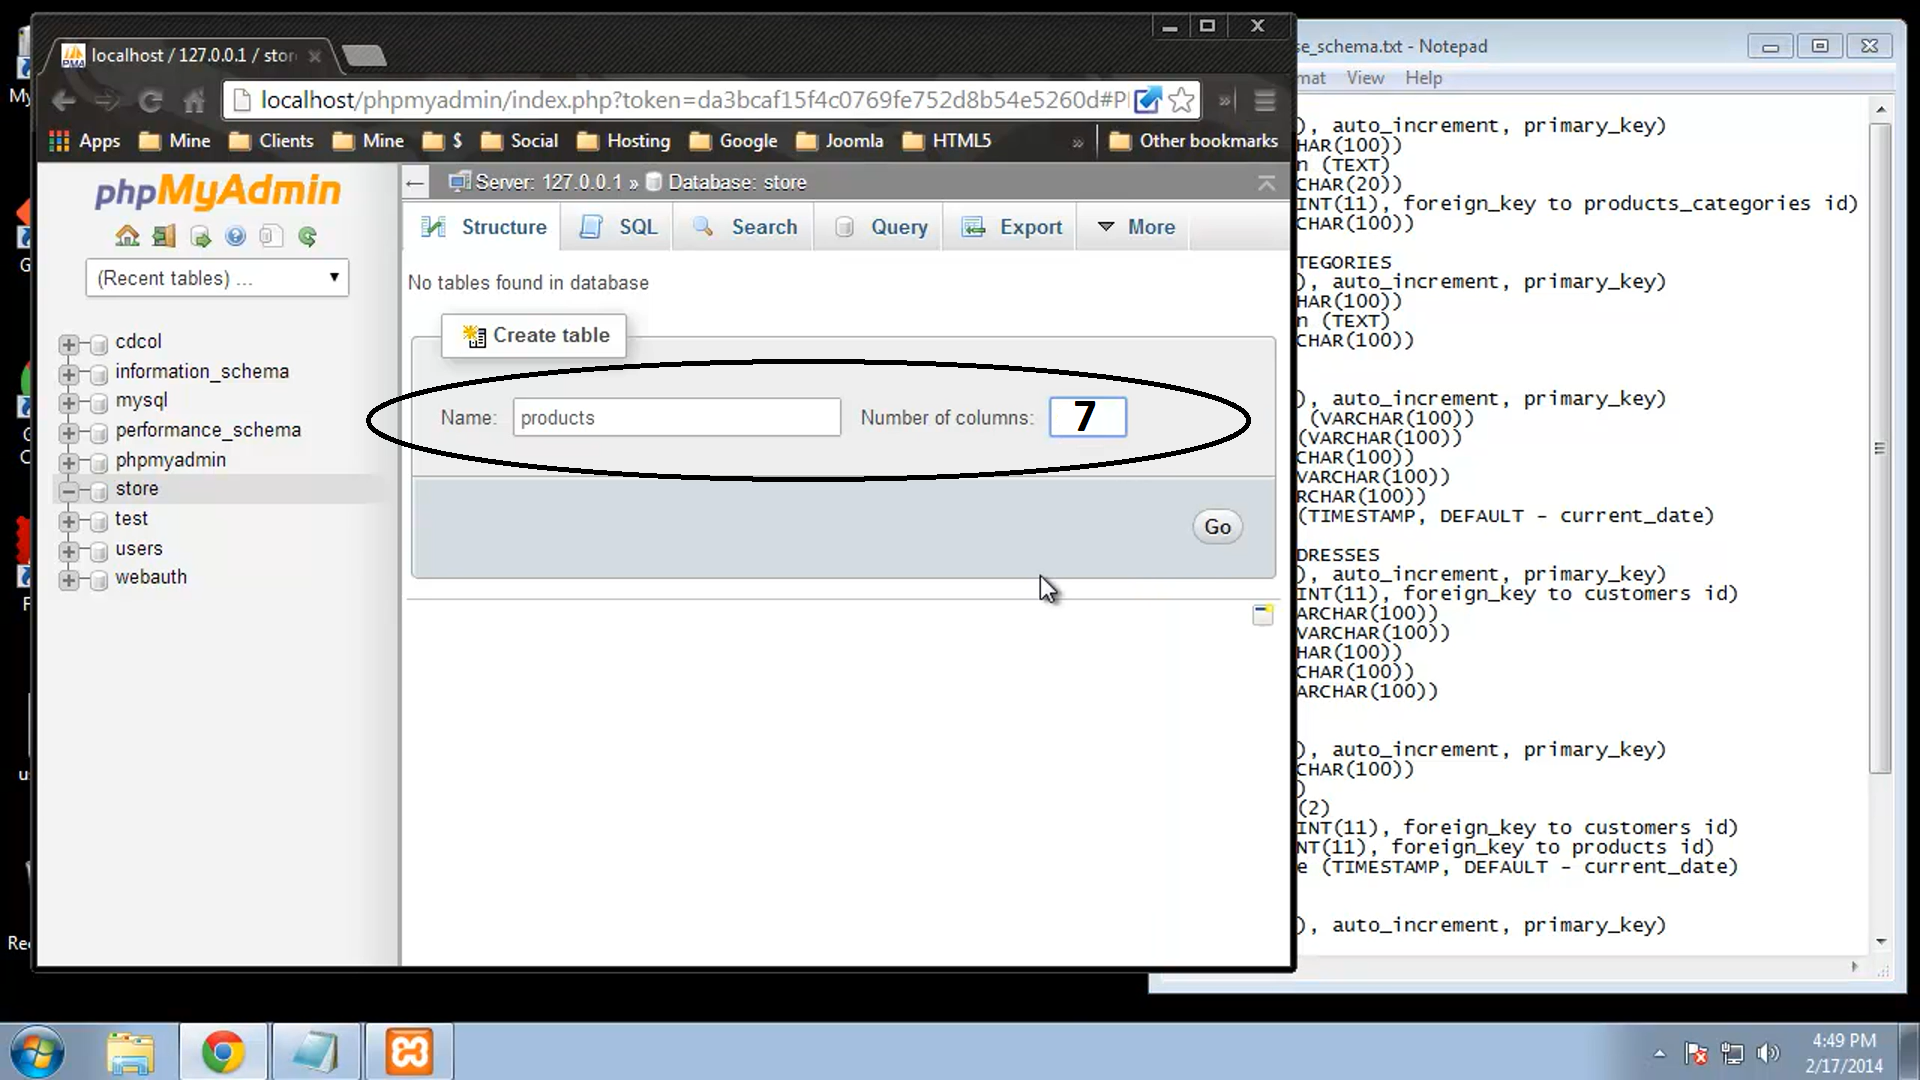 localhost / 127.0.0.1 / stor
localhost/phpmyadmin/index.php?token=da3bcaf15f4c0769fe752d8b54e5260d#P
Apps Mine Clients Mine $ Social Hosting Google Joomla HTML5 » Other bookmarks
phpMyAdmin
(Recent tables) ...
cdcol
information_schema
mysql
performance_schema
phpmyadmin
store
test
users
webauth
Server: 127.0.0.1 » Database: store
Structure SQL Search Query Export More
No tables found in database
Create table
Name: products Number of columns: 7
Go
se_schema.txt - Notepad
mat View Help
), auto_increment, primary_key)
HAR(100))
n (TEXT)
CHAR(20))
INT(11), foreign_key to products_categories id)
CHAR(100))
TEGORIES
), auto_increment, primary_key)
HAR(100))
n (TEXT)
CHAR(100))
), auto_increment, primary_key)
(VARCHAR(100))
(VARCHAR(100))
CHAR(100))
VARCHAR(100))
RCHAR(100))
(TIMESTAMP, DEFAULT - current_date)
DRESSES
), auto_increment, primary_key)
INT(11), foreign_key to customers id)
ARCHAR(100))
VARCHAR(100))
HAR(100))
CHAR(100))
ARCHAR(100))
), auto_increment, primary_key)
CHAR(100))
)
(2)
INT(11), foreign_key to customers id)
NT(11), foreign_key to products id)
e (TIMESTAMP, DEFAULT - current_date)
), auto_increment, primary_key)
4:49 PM
2/17/2014